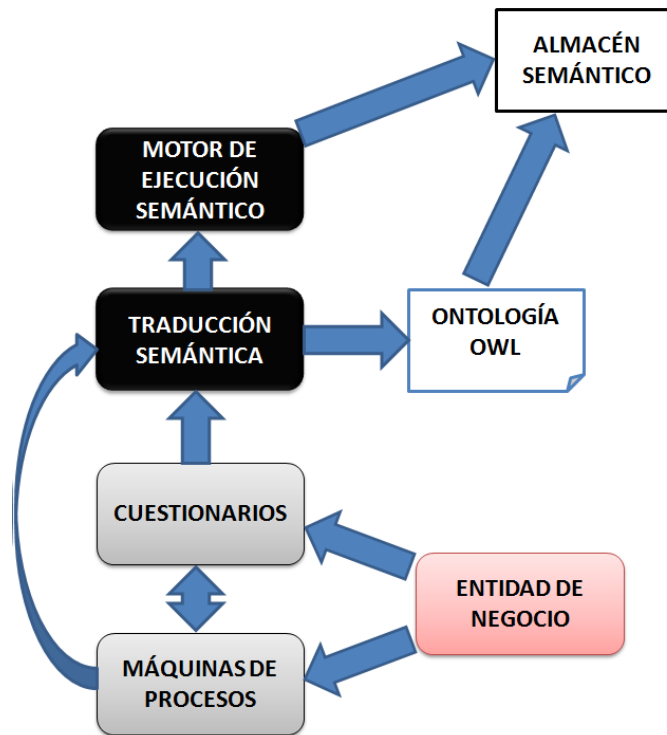 ALMACÉN
SEMÁNTICO
MOTOR DE
EJECUCIÓN
SEMÁNTICO
TRADUCCIÓN
SEMÁNTICA
ONTOLOGÍA
OWL
CUESTIONARIOS
ENTIDAD DE
NEGOCIO
MÁQUINAS DE
PROCESOS